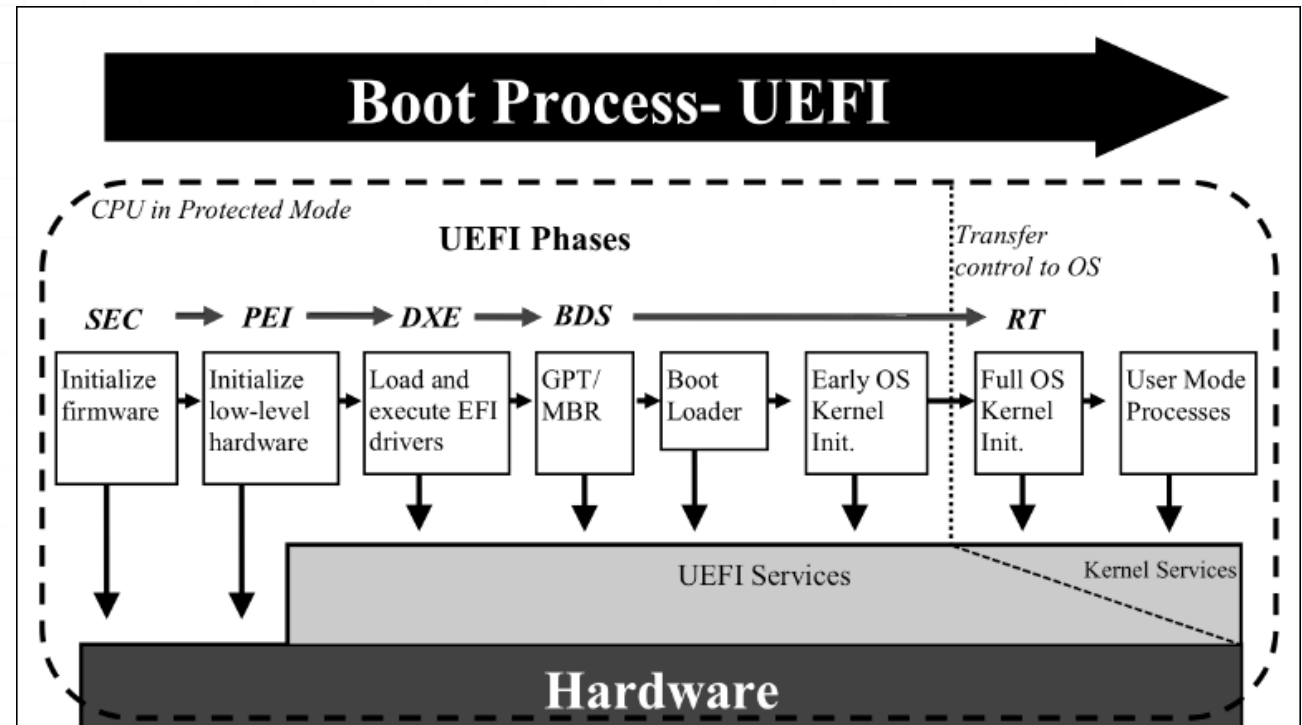 Boot Process- UEFI
CPU in Protected Mode
UEFI Phases
Transfer
control to OS
SEC
PEI
DXE
BDS
RT
Initialize
firmware
Initialize
low-level
hardware
Load and
execute EFI
drivers
GPT/
MBR
Boot
Loader
Early OS
Kernel
Init.
Full OS
Kernel
Init.
User Mode
Processes
UEFI Services
Kernel Services
Hardware